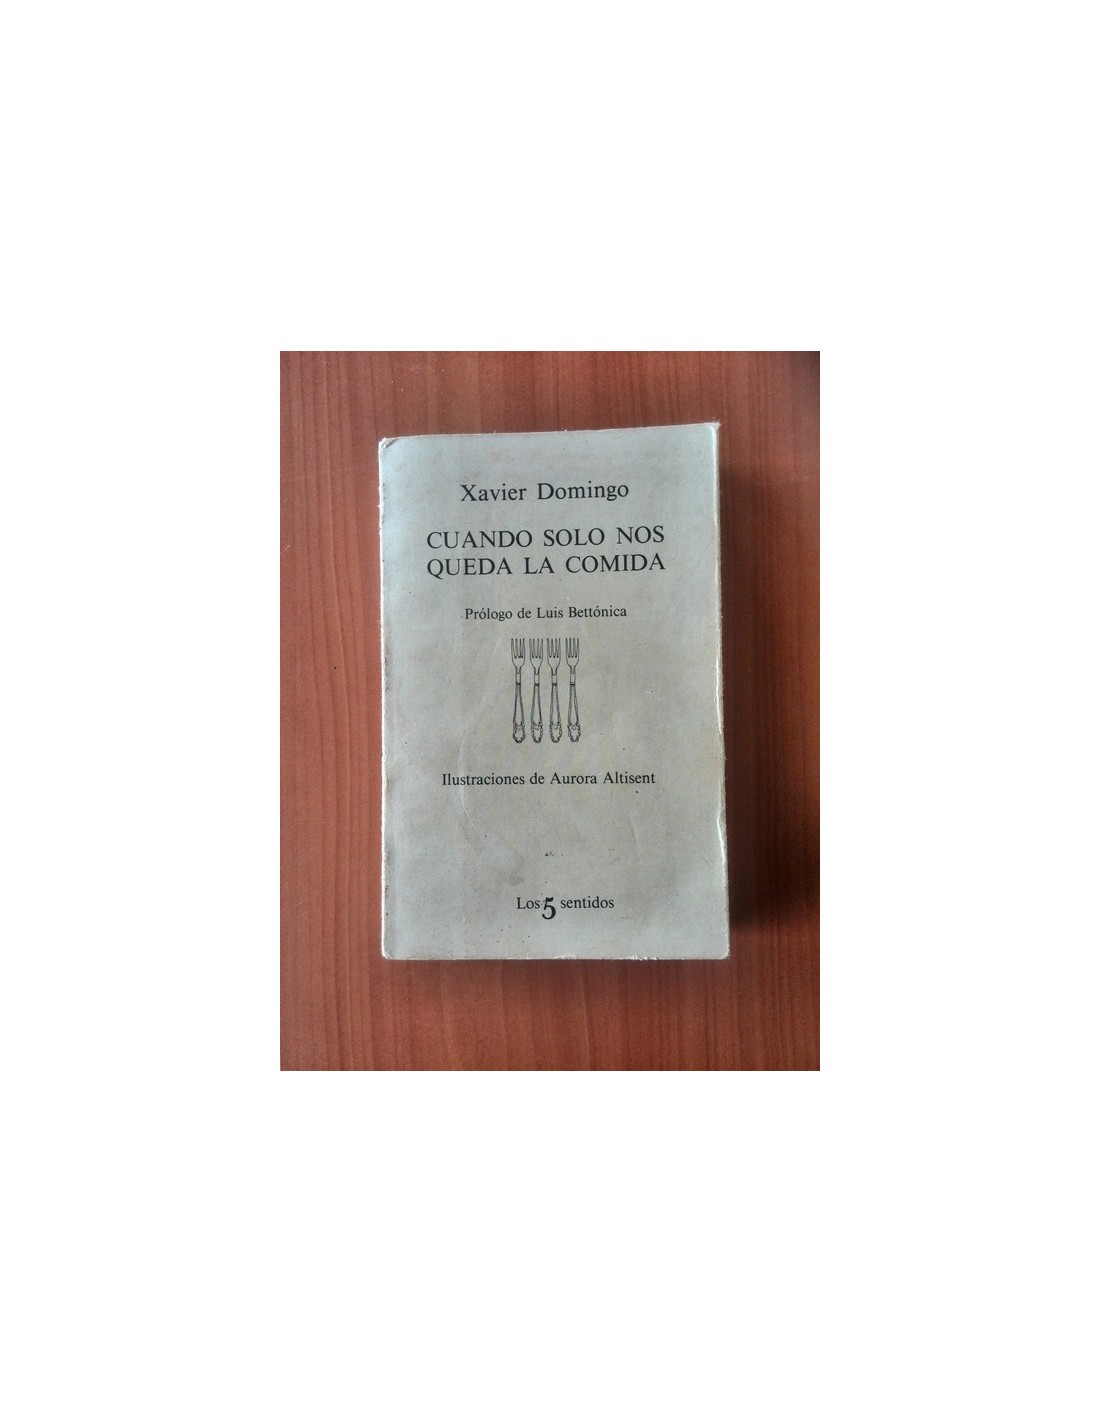 Xavier Domingo
CUANDO SOLO NOS
QUEDA LA COMIDA
Prólogo de Luis Bettónica
Ilustraciones de Aurora Altisent
Los 5 sentidos